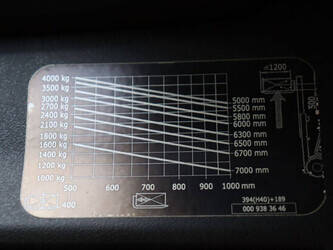 ≤1200
4000 kg
3500 kg
3000 kg
2700 kg
2400 kg
2100 kg
1800 kg
1600 kg
1400 kg
1200 kg
1000 kg
5000 mm
5500 mm
5800 mm
6000 mm
6300 mm
6500 mm
6700 mm
7000 mm
500
500 600 700 800 900 1000 mm
400
394(H40)+189
000 938 36 46